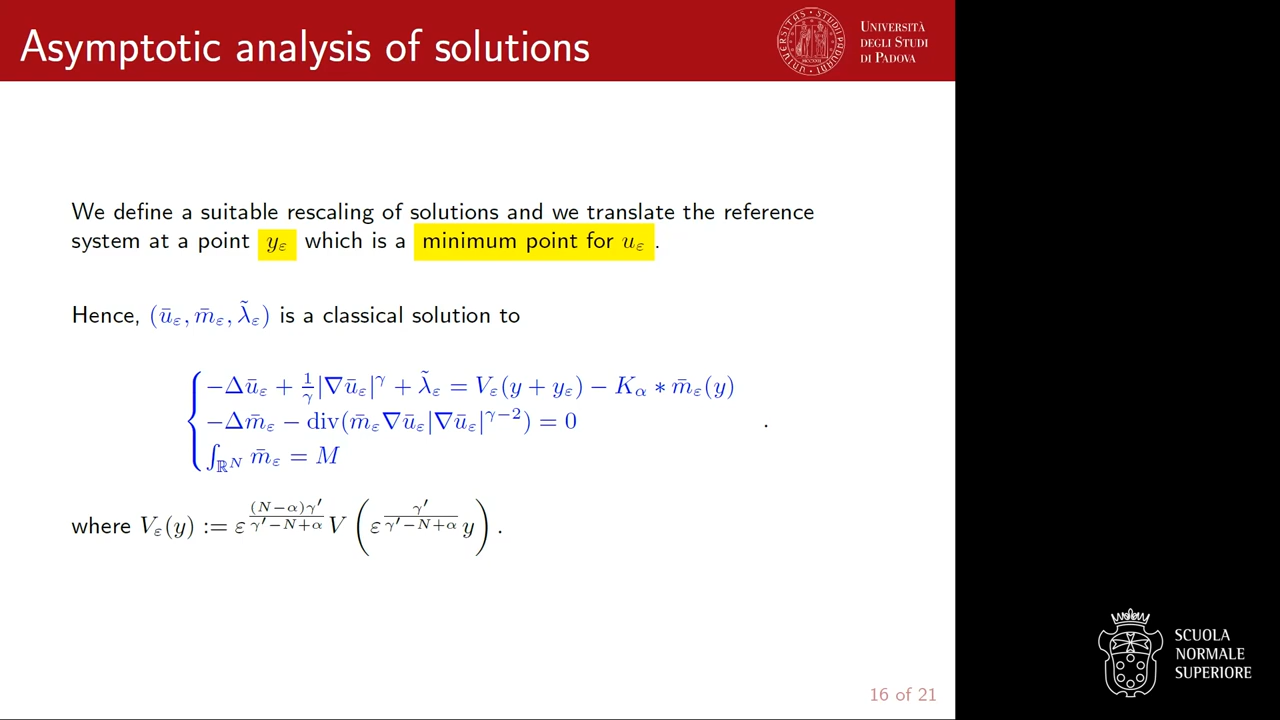 Asymptotic analysis of solutions
UNIVERSITÀ
DEGLI STUDI
DI PADOVA
We define a suitable rescaling of solutions and we translate the reference
system at a point y_ε which is a minimum point for u_ε.
Hence, (ū_ε, m̄_ε, λ̃_ε) is a classical solution to
−Δū_ε + 1/γ |∇ū_ε|^γ + λ̃_ε = V_ε(y + y_ε) − K_α ∗ m̄_ε(y)
−Δm̄_ε − div(m̄_ε∇ū_ε|∇ū_ε|^{γ−2}) = 0
∫_{ℝ^N} m̄_ε = M
.
where V_ε(y) := ε^{(N−α)γ′/(γ′−N+α)} V (ε^{γ′/(γ′−N+α)} y).
16 of 21
SCUOLA
NORMALE
SUPERIORE